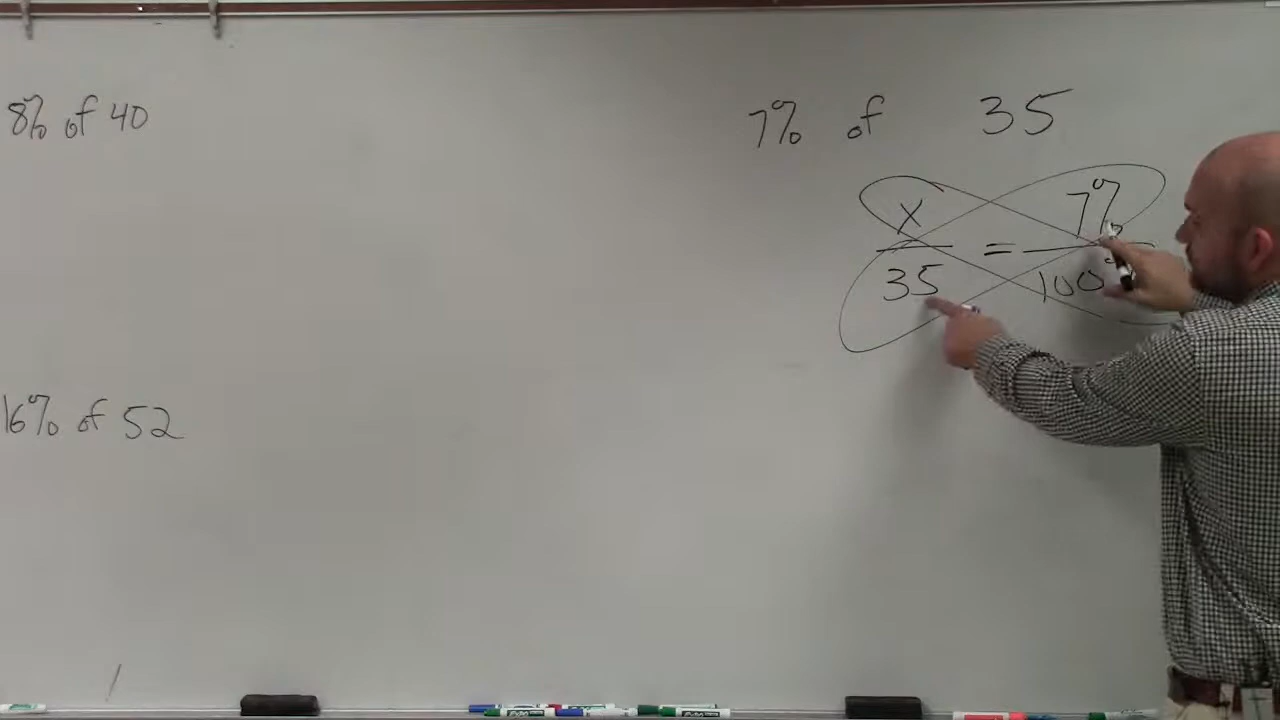 8% of 40
16% of 52
7% of 35
x/35 = 7%/100%